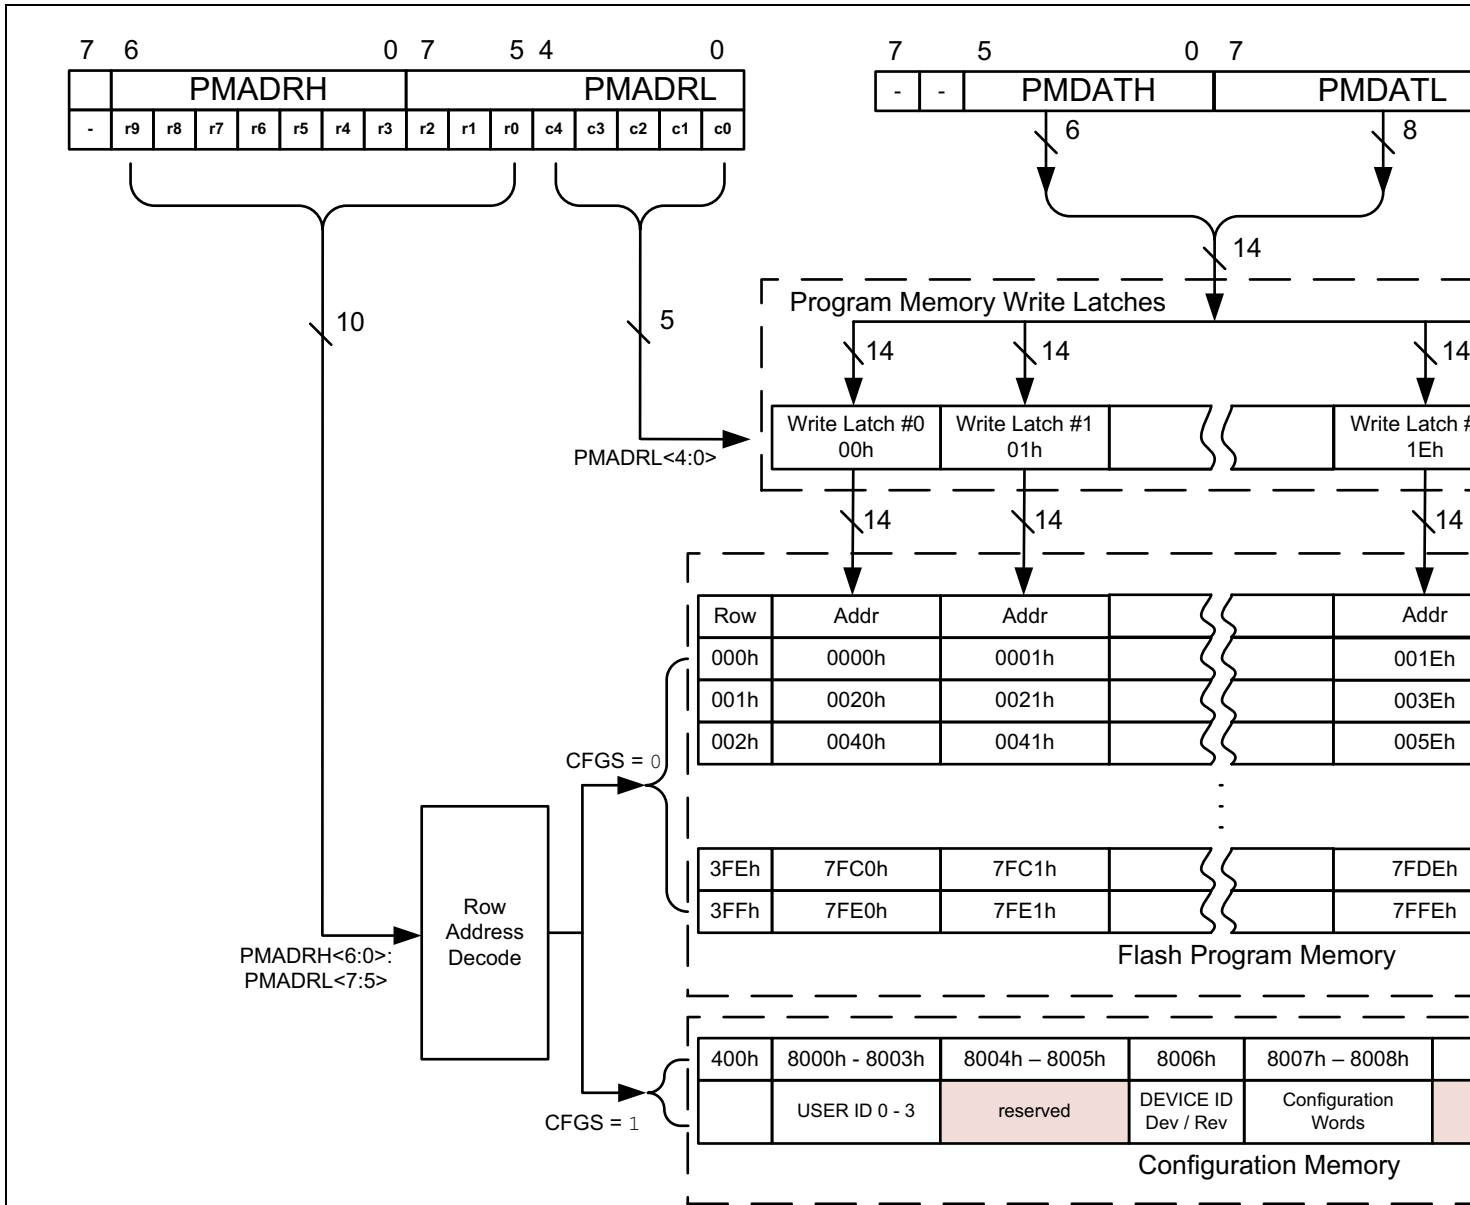 7 6 0 7 5 4 0
PMADRH PMADRL
- r9 r8 r7 r6 r5 r4 r3 r2 r1 r0 c4 c3 c2 c1 c0
7 5 0 7
- - PMDATH PMDATL
6 8
14
10
5
PMADRL<4:0>
Program Memory Write Latches
14 14 14
Write Latch #0 Write Latch #1 Write Latch #
00h 01h 1Eh
14 14 14
Row Addr Addr Addr
000h 0000h 0001h 001Eh
001h 0020h 0021h 003Eh
002h 0040h 0041h 005Eh
CFGS = 0
3FEh 7FC0h 7FC1h 7FDEh
3FFh 7FE0h 7FE1h 7FFEh
Flash Program Memory
Row
Address
Decode
PMADRH<6:0>:
PMADRL<7:5>
400h 8000h - 8003h 8004h – 8005h 8006h 8007h – 8008h
USER ID 0 - 3 reserved DEVICE ID Configuration
Dev / Rev Words
CFGS = 1
Configuration Memory